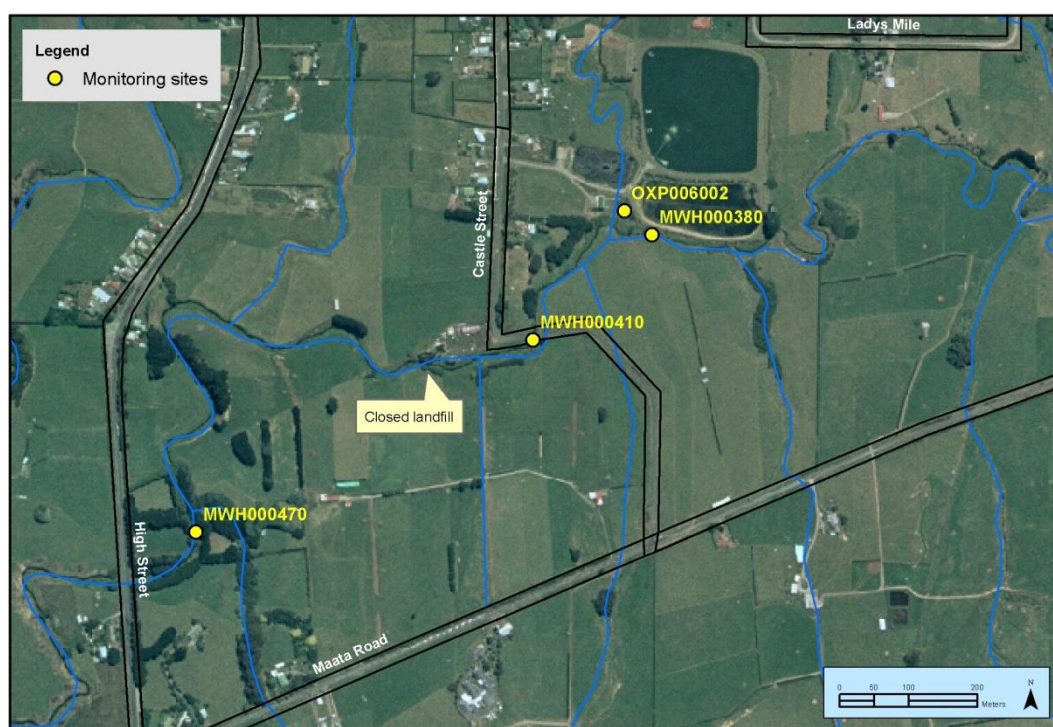 Legend
Monitoring sites
Ladys Mile
OXP006002
MWH000380
Castle Street
MWH000410
Closed landfill
MWH000470
High Street
Maata Road
0 50 100 200
Meters
N